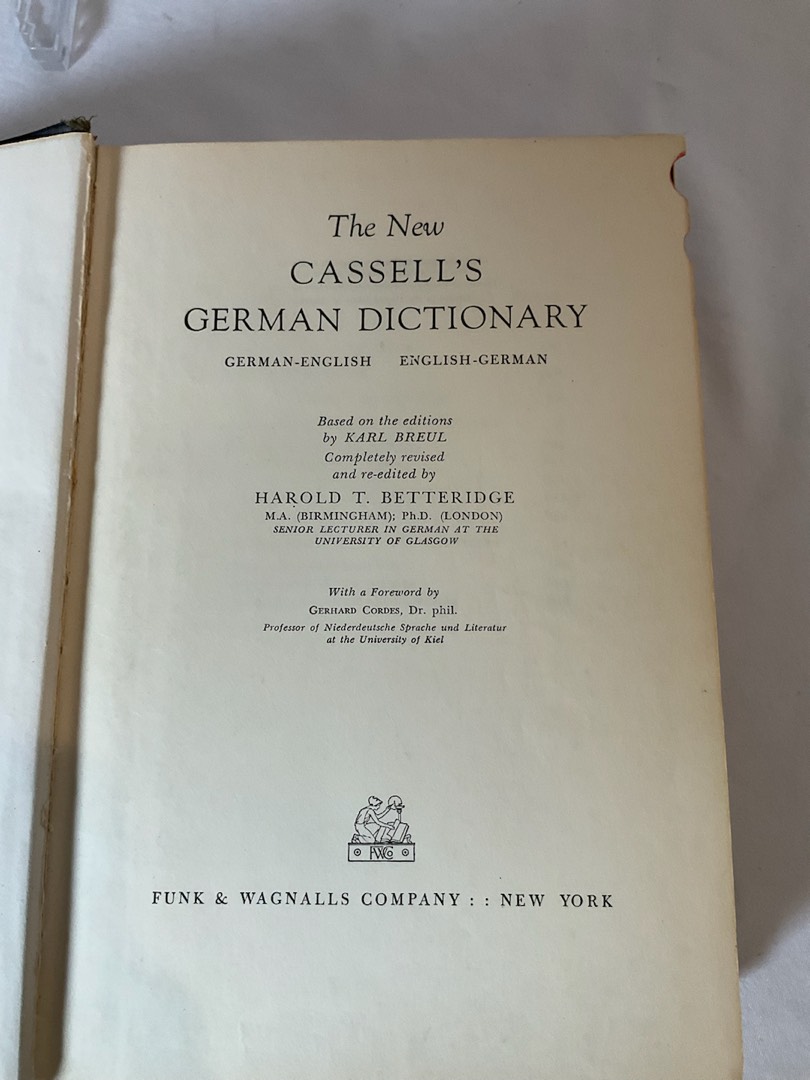 The New
CASSELL'S
GERMAN DICTIONARY
GERMAN-ENGLISH ENGLISH-GERMAN
Based on the editions
by KARL BREUL
Completely revised
and re-edited by
HAROLD T. BETTERIDGE
M.A. (BIRMINGHAM); Ph.D. (LONDON)
SENIOR LECTURER IN GERMAN AT THE
UNIVERSITY OF GLASGOW
With a Foreword by
GERHARD CORDES, Dr. phil.
Professor of Niederdeutsche Sprache und Literatur
at the University of Kiel
FWCo
FUNK & WAGNALLS COMPANY : : NEW YORK